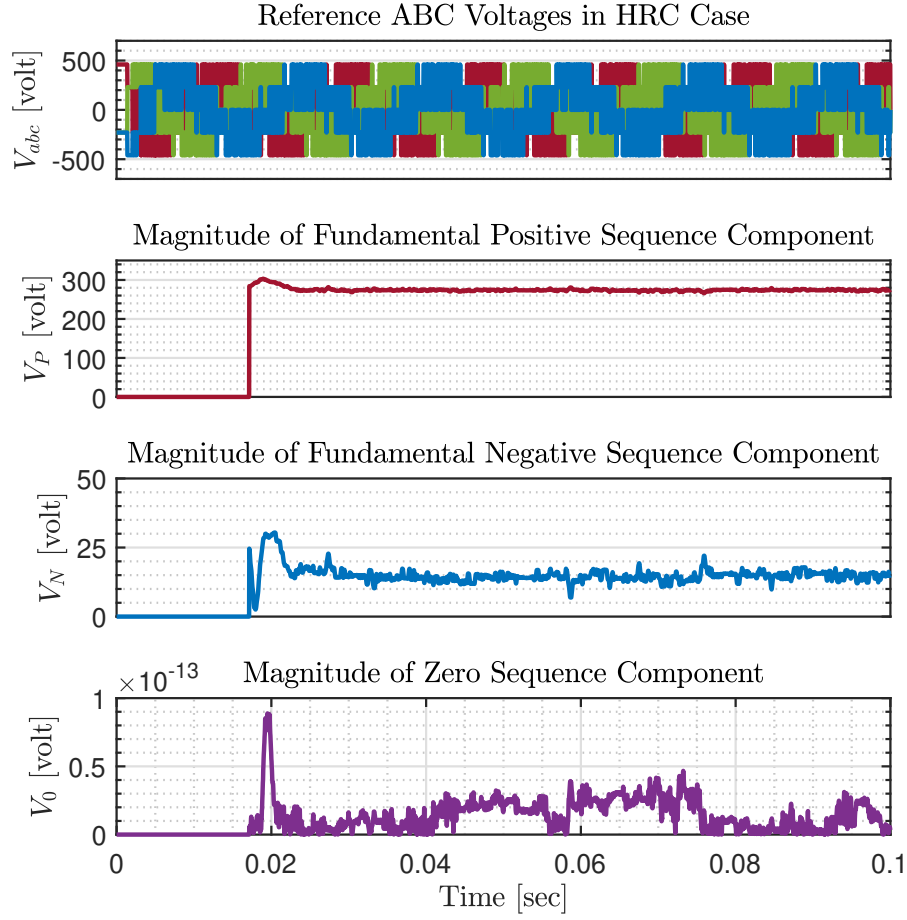 Reference ABC Voltages in HRC Case
500
0
-500
V_abc [volt]
Magnitude of Fundamental Positive Sequence Component
300
200
100
0
V_P [volt]
Magnitude of Fundamental Negative Sequence Component
50
25
0
V_N [volt]
×10^-13
Magnitude of Zero Sequence Component
1
0.5
0
V_0 [volt]
0 0.02 0.04 0.06 0.08 0.1
Time [sec]